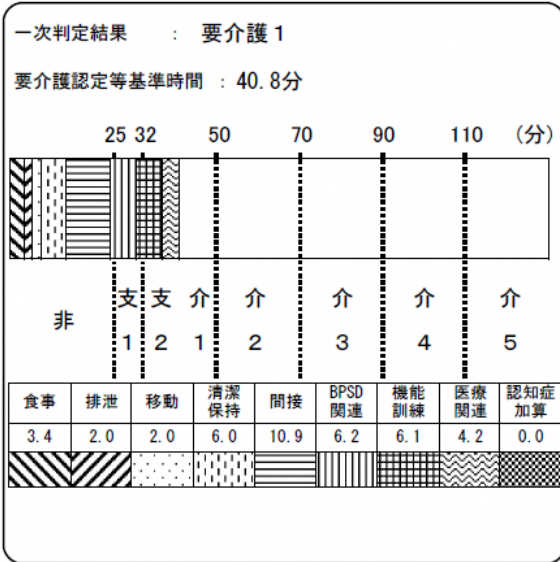 一次判定結果 : 要介護1
要介護認定等基準時間 : 40.8分
25 32 50 70 90 110 (分)
非 支1 支2 介1 介2 介3 介4 介5
食事 排泄 移動 清潔保持 間接 BPSD関連 機能訓練 医療関連 認知症加算
3.4 2.0 2.0 6.0 10.9 6.2 6.1 4.2 0.0